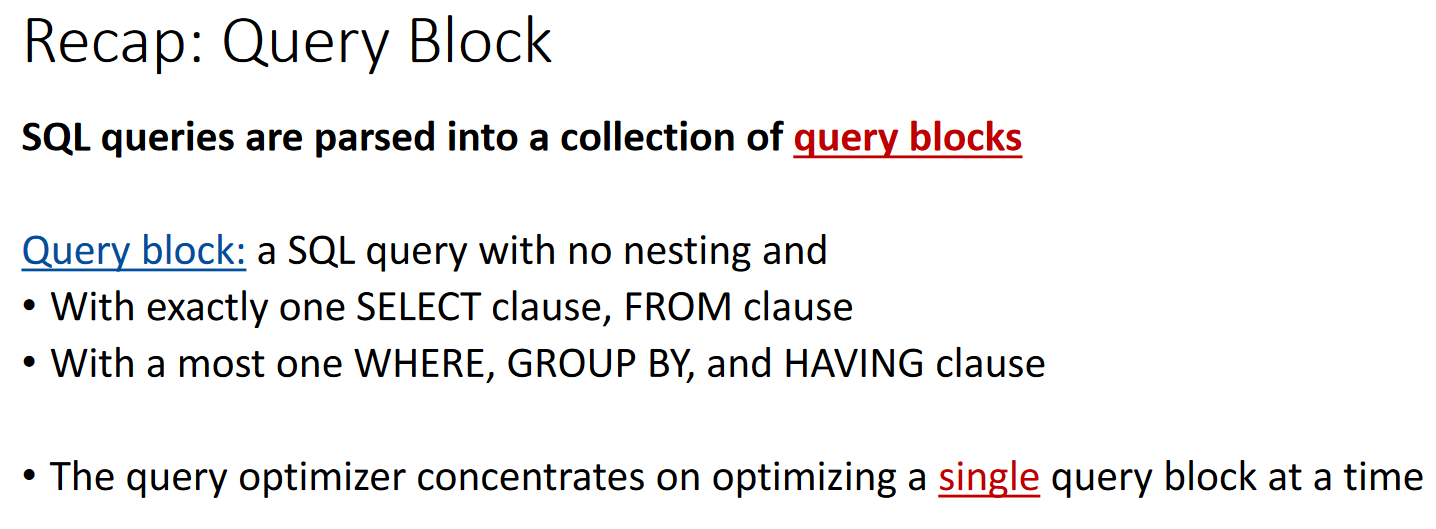 Recap: Query Block
SQL queries are parsed into a collection of query blocks
Query block: a SQL query with no nesting and
• With exactly one SELECT clause, FROM clause
• With a most one WHERE, GROUP BY, and HAVING clause
• The query optimizer concentrates on optimizing a single query block at a time